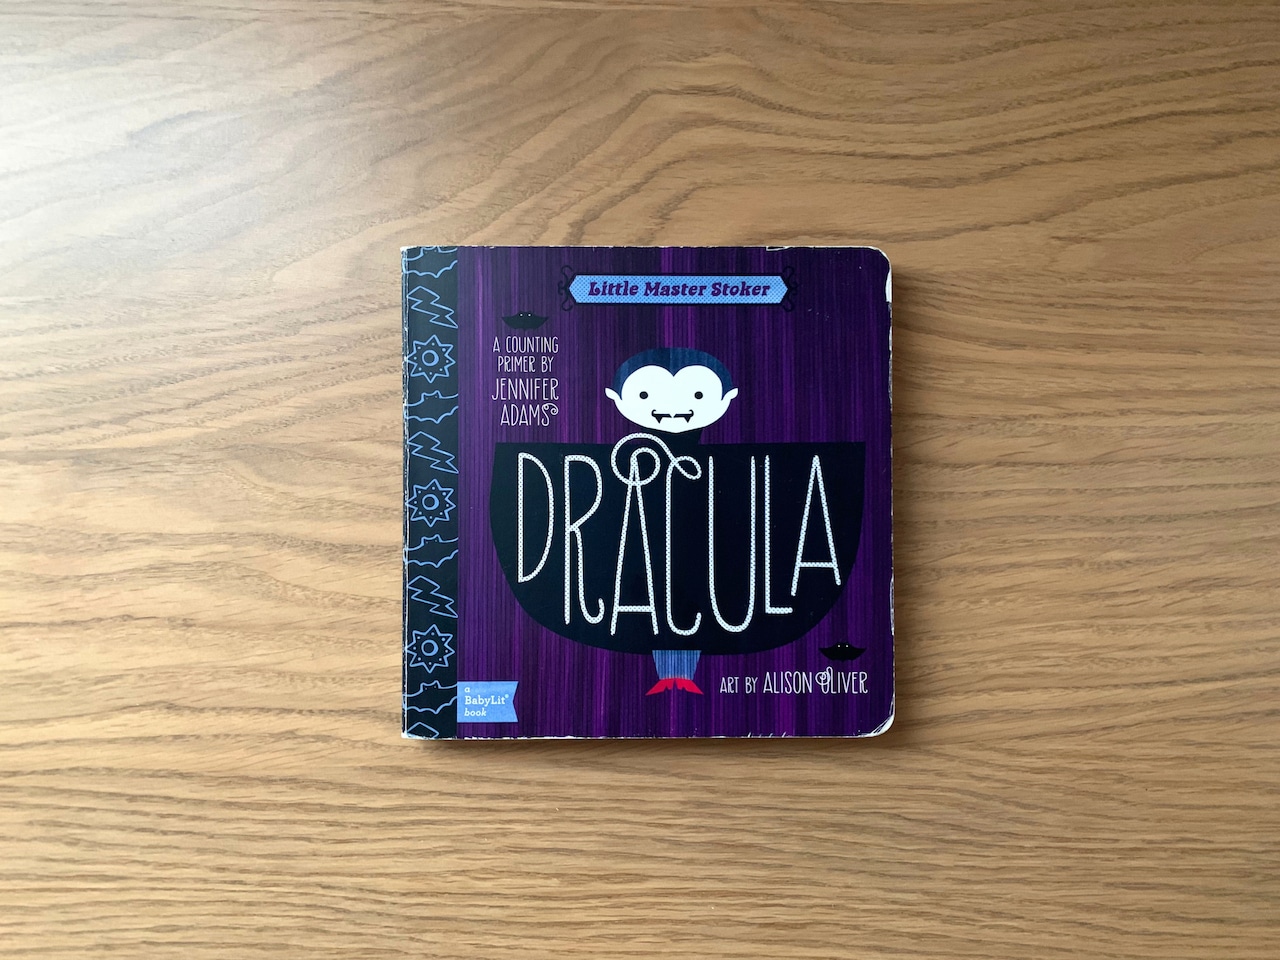 Little Master Stoker
A COUNTING
PRIMER BY
JENNIFER
ADAMS
DRACULA
ART BY ALISON OLIVER
a
BabyLit®
book